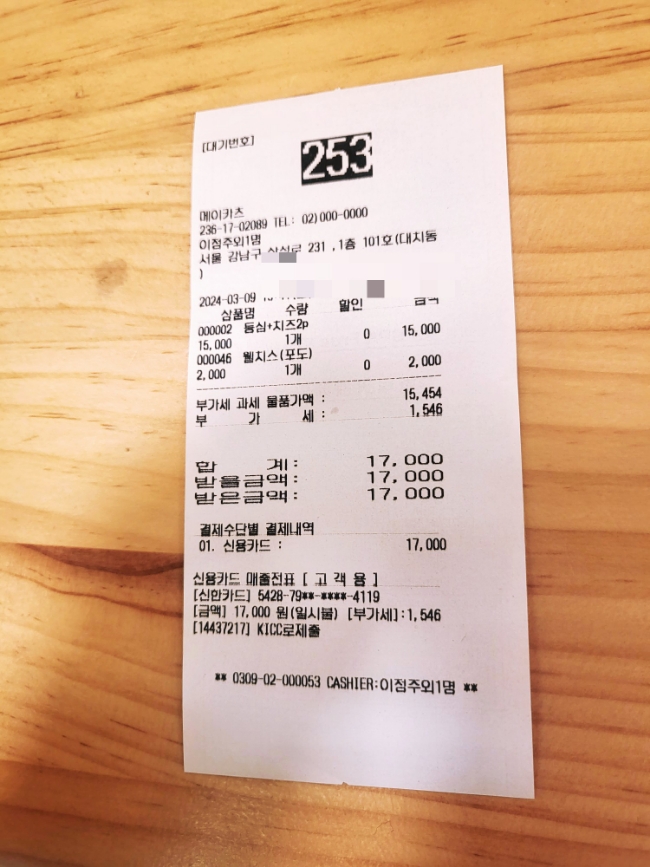 [대기번호]
253
메이카츠
236-17-02089 TEL: 02)000-0000
이정주외1명
서울 강남구 231 ,1층 101호(대치동
)
2024-03-09
상품명 수량 할인 금액
000002 등심+치즈2p
15,000 1개 0 15,000
000046 웰치스(포도)
2,000 1개 0 2,000
부가세 과세 물품가액 : 15,454
부 가 세 : 1,546
합 계: 17,000
받을금액: 17,000
받은금액: 17,000
결제수단별 결제내역
01. 신용카드 : 17,000
신용카드 매출전표 [ 고 객 용 ]
[신한카드] 5428-79**-****-4119
[금액] 17,000 원(일시불) [부가세]:1,546
[14437217] KICC로제출
** 0309-02-000053 CASHIER:이정주외1명 **